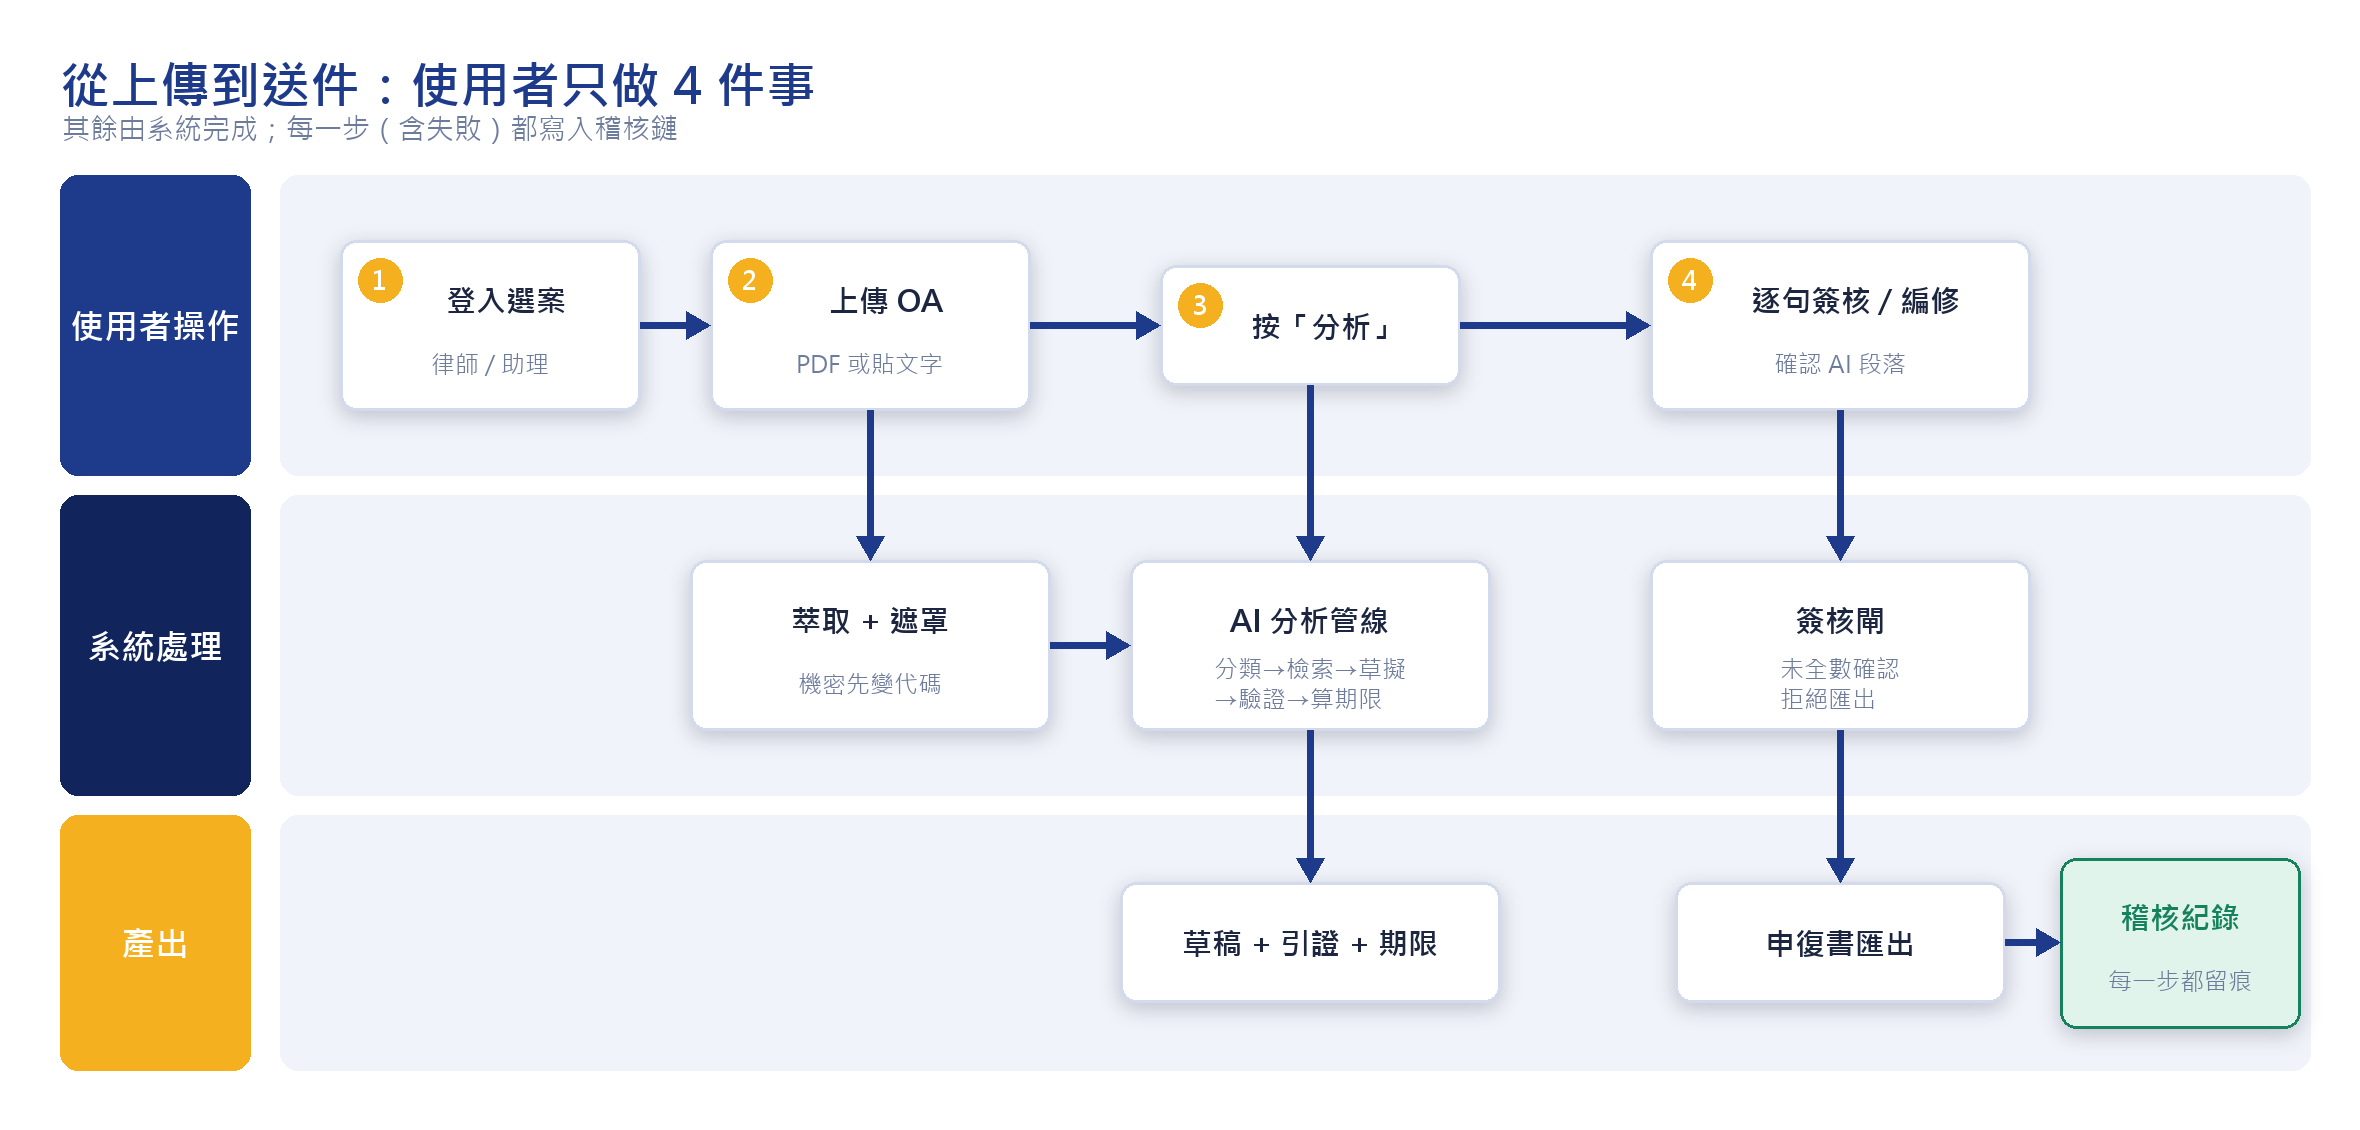 從上傳到送件：使用者只做 4 件事
其餘由系統完成；每一步（含失敗）都寫入稽核鏈
使用者操作
1
登入選案
律師 / 助理
2
上傳 OA
PDF 或貼文字
3
按「分析」
4
逐句簽核 / 編修
確認 AI 段落
系統處理
萃取 + 遮罩
機密先變代碼
AI 分析管線
分類→檢索→草擬
→驗證→算期限
簽核閘
未全數確認
拒絕匯出
產出
草稿 + 引證 + 期限
申復書匯出
稽核紀錄
每一步都留痕